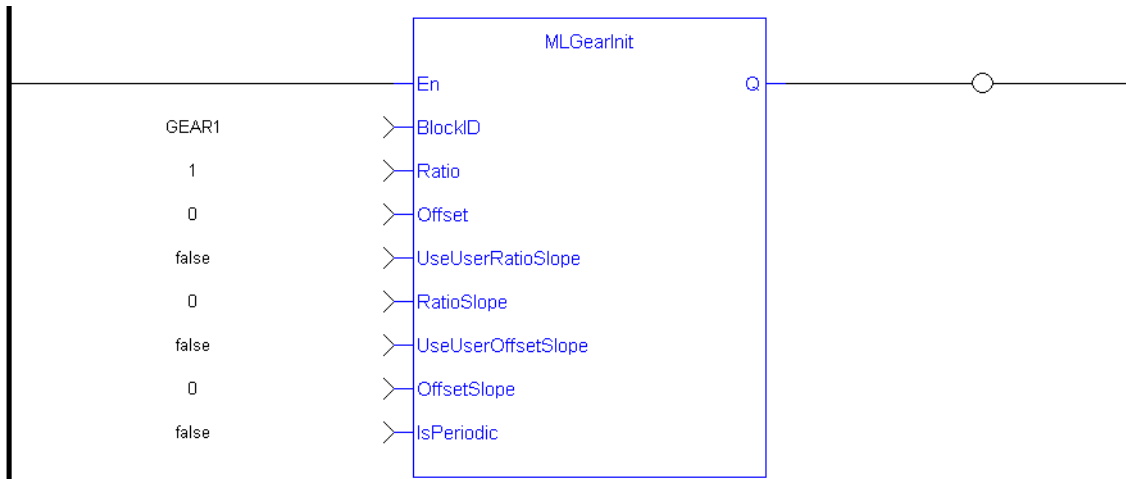 MLGearInit
En Q
GEAR1 BlockID
1 Ratio
0 Offset
false UseUserRatioSlope
0 RatioSlope
false UseUserOffsetSlope
0 OffsetSlope
false IsPeriodic